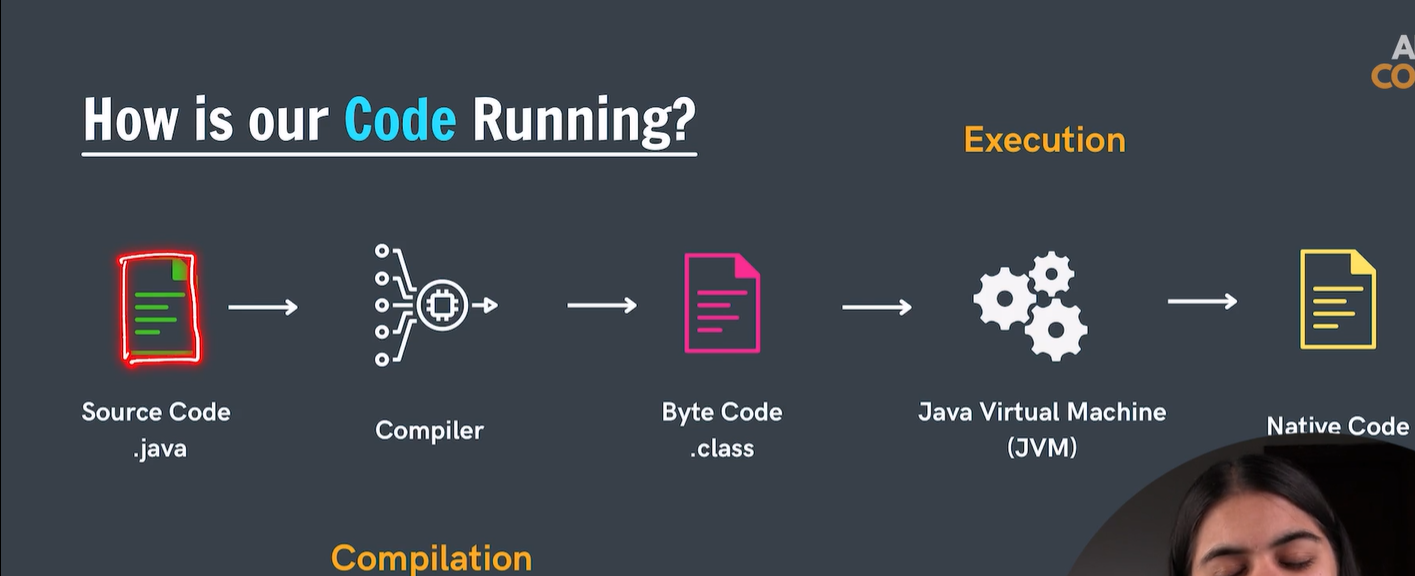 How is our Code Running?
Execution
Source Code
.java
Compiler
Byte Code
.class
Java Virtual Machine
(JVM)
Native Code
Compilation